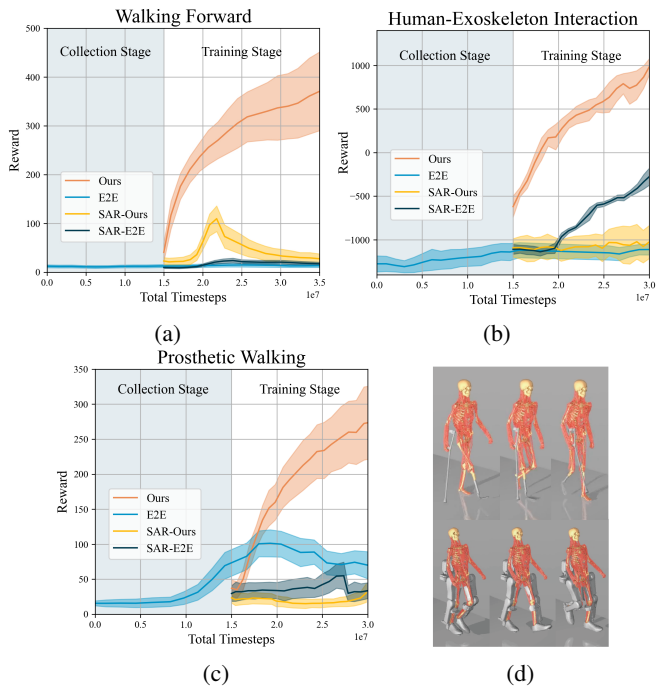 Walking Forward
500
400
300
200
100
0
Reward
Collection Stage
Training Stage
Ours
E2E
SAR-Ours
SAR-E2E
0.0 0.5 1.0 1.5 2.0 2.5 3.0 3.5
1e7
Total Timesteps
(a)
Human-Exoskeleton Interaction
1000
500
0
−500
−1000
Reward
Collection Stage
Training Stage
Ours
E2E
SAR-Ours
SAR-E2E
0.0 0.5 1.0 1.5 2.0 2.5 3.0
1e7
Total Timesteps
(b)
Prosthetic Walking
350
300
250
200
150
100
50
0
Reward
Collection Stage
Training Stage
Ours
E2E
SAR-Ours
SAR-E2E
0.0 0.5 1.0 1.5 2.0 2.5 3.0
1e7
Total Timesteps
(c)
(d)